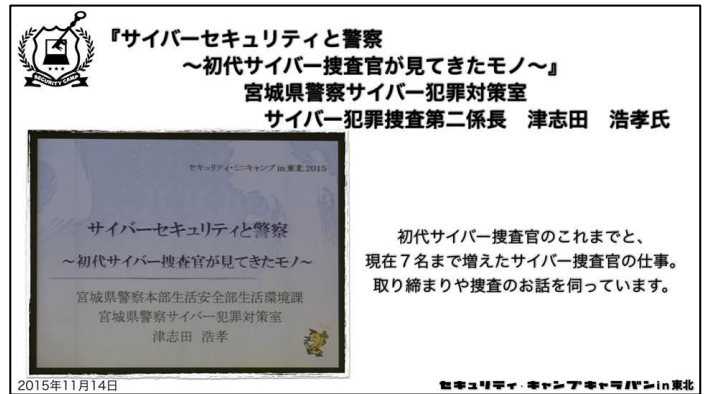 『サイバーセキュリティと警察
～初代サイバー捜査官が見てきたモノ～』
宮城県警察サイバー犯罪対策室
サイバー犯罪捜査第二係長 津志田 浩孝氏
SECURITY CAMP
セキュリティ・ミニキャンプ in 東北 2015
サイバーセキュリティと警察
～初代サイバー捜査官が見てきたモノ～
宮城県警察本部生活安全部生活環境課
宮城県警察サイバー犯罪対策室
津志田 浩孝
初代サイバー捜査官のこれまでと、
現在７名まで増えたサイバー捜査官の仕事。
取り締まりや捜査のお話を伺っています。
2015年11月14日
セキュリティ・キャンプキャラバンin東北